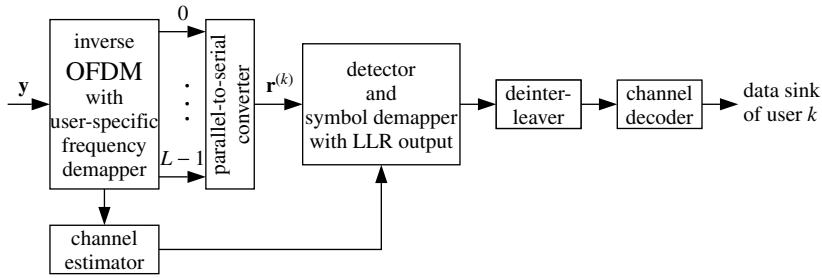 y
inverse
OFDM
with
user-specific
frequency
demapper
0
L − 1
parallel-to-serial
converter
r(k)
detector
and
symbol demapper
with LLR output
deinter-
leaver
channel
decoder
data sink
of user k
channel
estimator